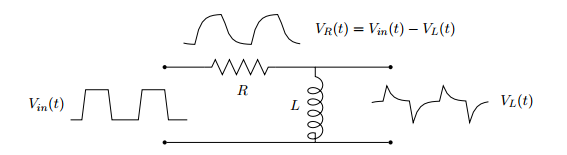 V_R(t) = V_in(t) − V_L(t)
R
V_in(t)
L
V_L(t)